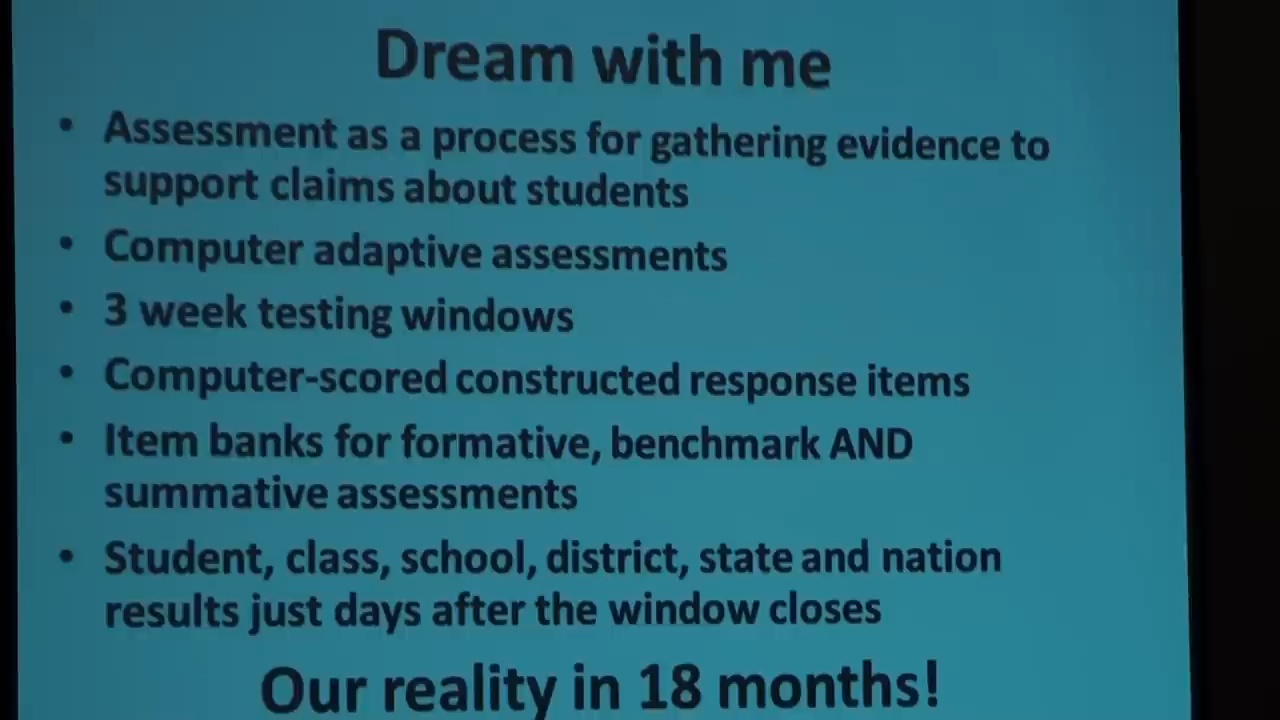 Dream with me
• Assessment as a process for gathering evidence to
support claims about students
• Computer adaptive assessments
• 3 week testing windows
• Computer-scored constructed response items
• Item banks for formative, benchmark AND
summative assessments
• Student, class, school, district, state and nation
results just days after the window closes
Our reality in 18 months!